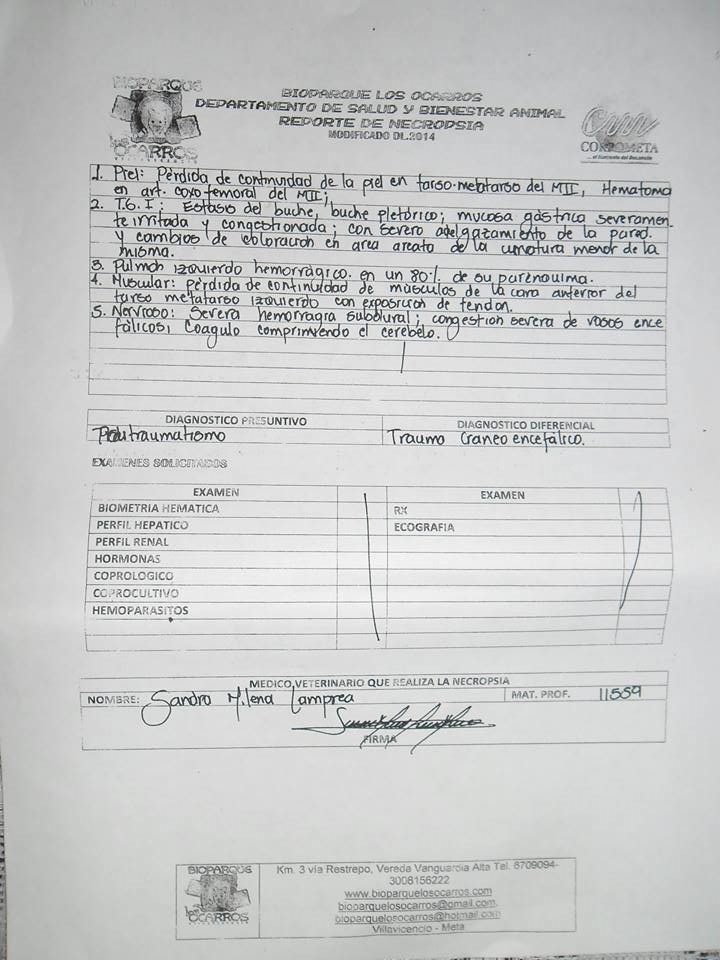 BIOPARQUE
OCARROS
BIOPARQUE LOS OCARROS
DEPARTAMENTO DE SALUD Y BIENESTAR ANIMAL
REPORTE DE NECROPSIA
MODIFICADO DL.2014
CORPOMETA
1. Piel: Pérdida de continuidad de la piel en tarso-metatarso del MII, Hematoma
en art. coxo femoral del MII,
2. T.G.I: Estasis del buche, buche pletórico; mucosa gástrica severamen-
te irritada y congestionada; con severo adelgazamiento de la pared.
y cambios de coloración en area de la curvatura menor de la
misma.
3. Pulmón izquierdo hemorrágico. en un 80% de su parénquima.
4. Muscular: pérdida de continuidad de músculos de la cara anterior del
tarso metatarso izquierdo con exposición de tendón.
5. Nervioso: Severa hemorragia subdural; congestion severa de vasos ence
fálicos; Coagulo comprimiendo el cerebelo.
DIAGNOSTICO PRESUNTIVO
DIAGNOSTICO DIFERENCIAL
Politraumatismo
Trauma Craneo encefálico.
EXAMENES SOLICITADOS
EXAMEN
EXAMEN
BIOMETRIA HEMATICA
RX
PERFIL HEPATICO
ECOGRAFIA
PERFIL RENAL
HORMONAS
COPROLOGICO
COPROCULTIVO
HEMOPARASITOS
MEDICO VETERINARIO QUE REALIZA LA NECROPSIA
NOMBRE: Sandra Milena Lamprea
MAT. PROF. 11559
FIRMA
BIOPARQUE
los
OCARROS
Km. 3 vía Restrepo, Vereda Vanguardia Alta Tel. 6709094-
3008156222
www.bioparquelosocarros.com
bioparquelosocarros@gmail.com,
bioparquelosocarros@hotmail.com
Villavicencio - Meta